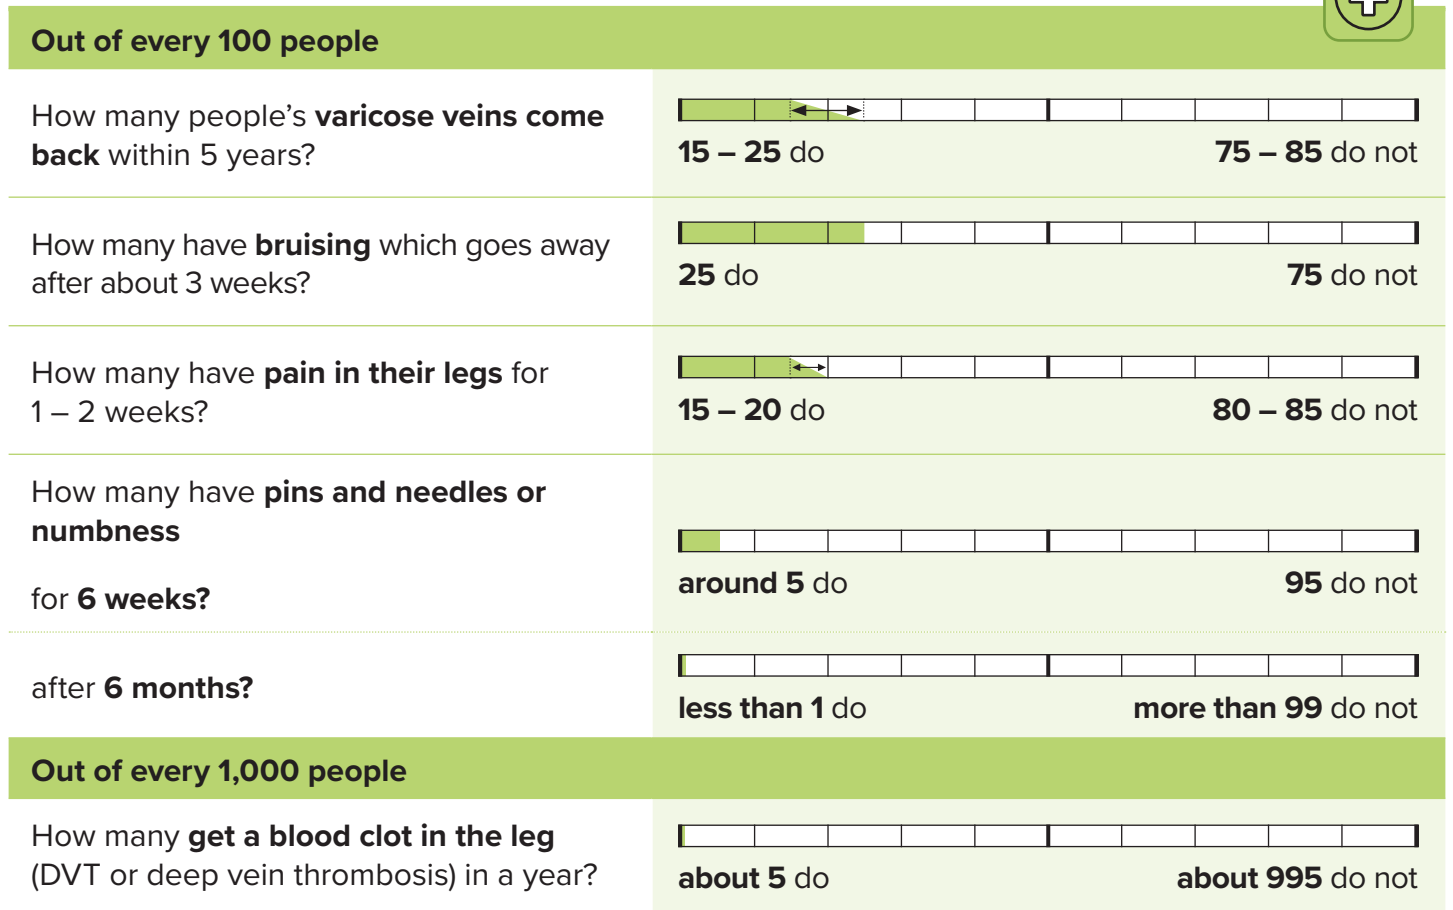 Out of every 100 people
How many people’s varicose veins come
back within 5 years?
15 – 25 do
75 – 85 do not
How many have bruising which goes away
after about 3 weeks?
25 do
75 do not
How many have pain in their legs for
1 – 2 weeks?
15 – 20 do
80 – 85 do not
How many have pins and needles or
numbness
for 6 weeks?
around 5 do
95 do not
after 6 months?
less than 1 do
more than 99 do not
Out of every 1,000 people
How many get a blood clot in the leg
(DVT or deep vein thrombosis) in a year?
about 5 do
about 995 do not